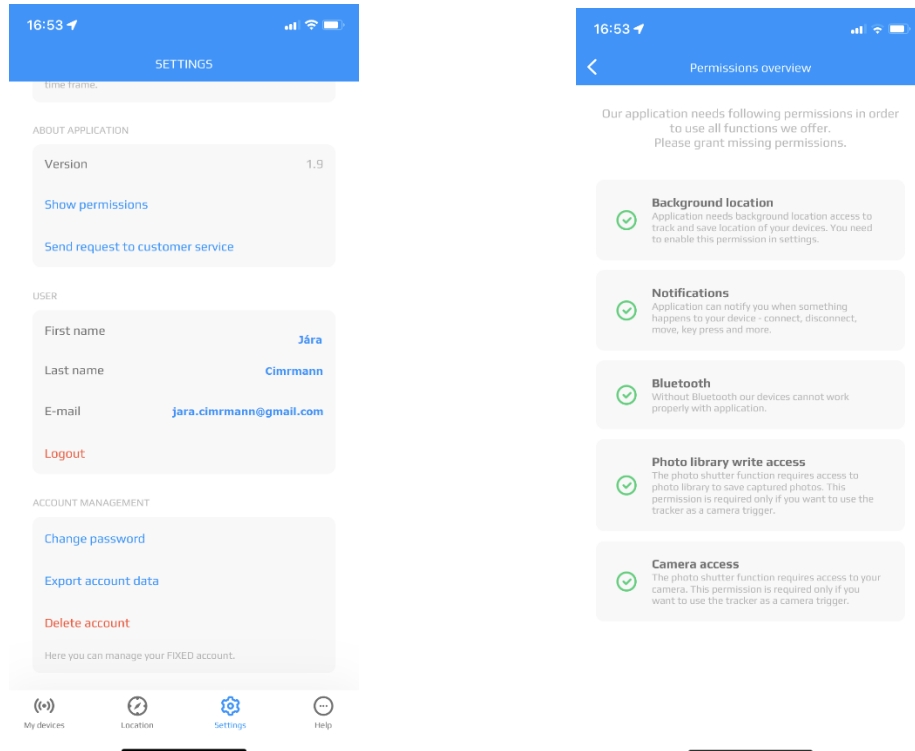 16:53
SETTINGS
time frame.
ABOUT APPLICATION
Version 1.9
Show permissions
Send request to customer service
USER
First name Jára
Last name Cimrmann
E-mail jara.cimrmann@gmail.com
Logout
ACCOUNT MANAGEMENT
Change password
Export account data
Delete account
Here you can manage your FIXED account.
My devices Location Settings Help
16:53
Permissions overview
Our application needs following permissions in order
to use all functions we offer.
Please grant missing permissions.
Background location
Application needs background location access to
track and save location of your devices. You need
to enable this permission in settings.
Notifications
Application can notify you when something
happens to your device - connect, disconnect,
move, key press and more.
Bluetooth
Without Bluetooth our devices cannot work
properly with application.
Photo library write access
The photo shutter function requires access to
photo library to save captured photos. This
permission is required only if you want to use the
tracker as a camera trigger.
Camera access
The photo shutter function requires access to your
camera. This permission is required only if you
want to use the tracker as a camera trigger.